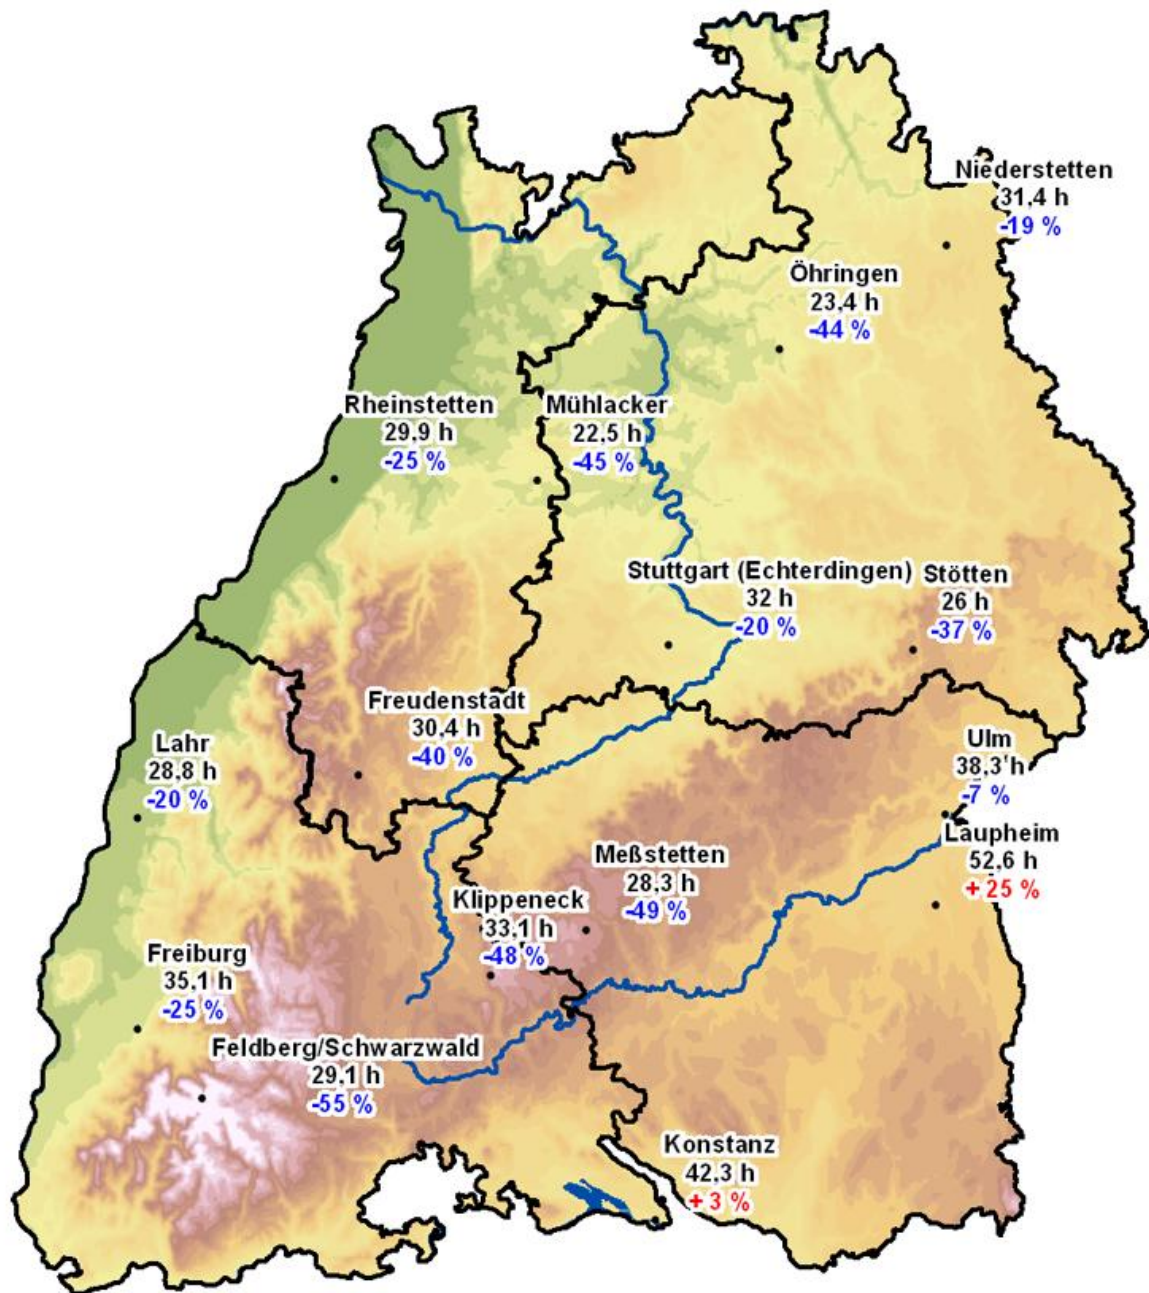 Niederstetten
31,4 h
-19 %
Öhringen
23,4 h
-44 %
Rheinstetten
29,9 h
-25 %
Mühlacker
22,5 h
-45 %
Stuttgart (Echterdingen)
32 h
-20 %
Stötten
26 h
-37 %
Freudenstadt
30,4 h
-40 %
Lahr
28,8 h
-20 %
Ulm
38,3 h
-7 %
Laupheim
52,6 h
+ 25 %
Meßstetten
28,3 h
-49 %
Klippeneck
33,1 h
-48 %
Freiburg
35,1 h
-25 %
Feldberg/Schwarzwald
29,1 h
-55 %
Konstanz
42,3 h
+ 3 %